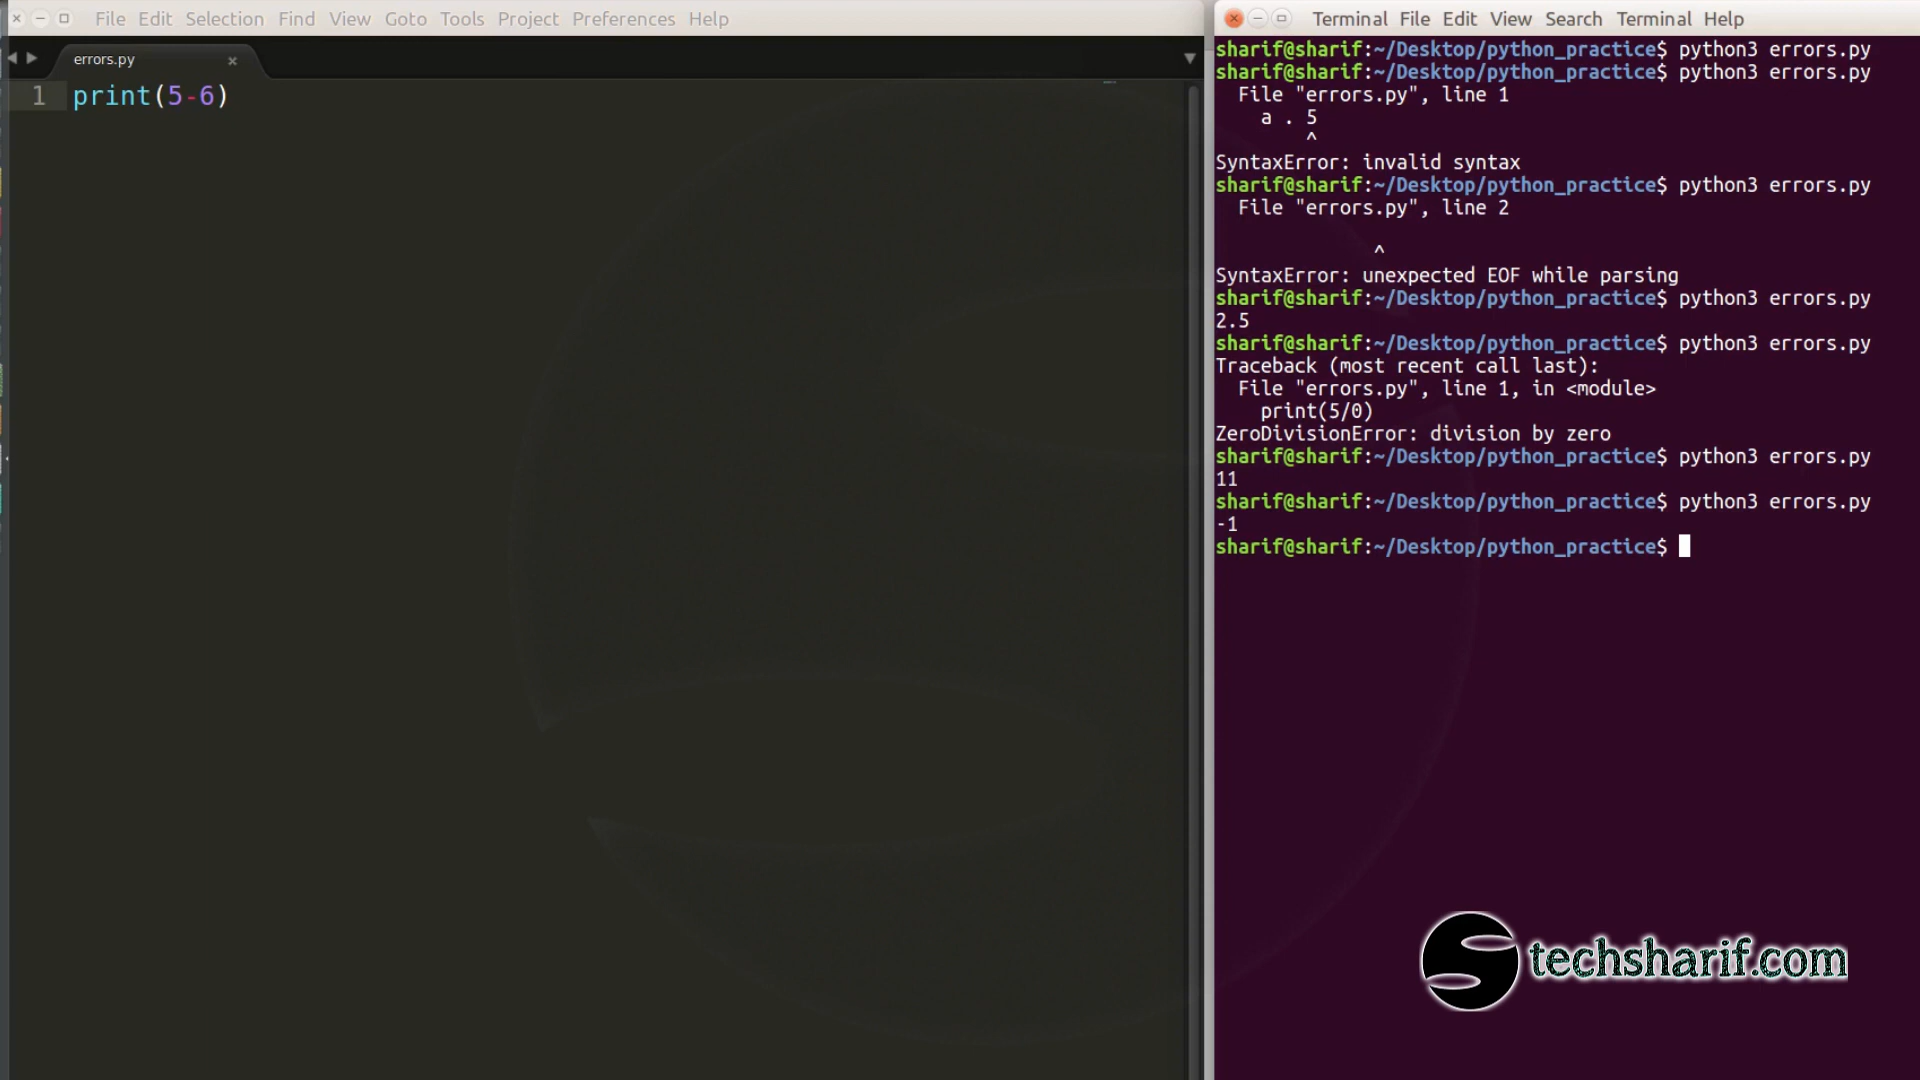 File Edit Selection Find View Goto Tools Project Preferences Help
errors.py
1 print(5-6)
Terminal File Edit View Search Terminal Help
sharif@sharif:~/Desktop/python_practice$ python3 errors.py
sharif@sharif:~/Desktop/python_practice$ python3 errors.py
File "errors.py", line 1
a . 5
^
SyntaxError: invalid syntax
sharif@sharif:~/Desktop/python_practice$ python3 errors.py
File "errors.py", line 2
^
SyntaxError: unexpected EOF while parsing
sharif@sharif:~/Desktop/python_practice$ python3 errors.py
2.5
sharif@sharif:~/Desktop/python_practice$ python3 errors.py
Traceback (most recent call last):
File "errors.py", line 1, in <module>
print(5/0)
ZeroDivisionError: division by zero
sharif@sharif:~/Desktop/python_practice$ python3 errors.py
11
sharif@sharif:~/Desktop/python_practice$ python3 errors.py
-1
sharif@sharif:~/Desktop/python_practice$
techsharif.com